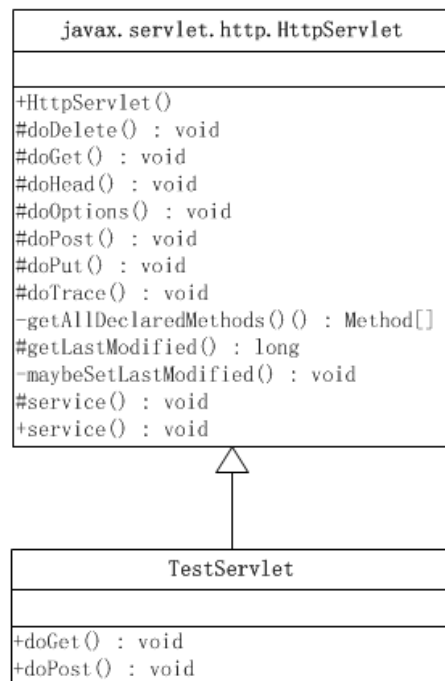 javax.servlet.http.HttpServlet
+HttpServlet()
#doDelete() : void
#doGet() : void
#doHead() : void
#doOptions() : void
#doPost() : void
#doPut() : void
#doTrace() : void
-getAllDeclaredMethods()() : Method[]
#getLastModified() : long
-maybeSetLastModified() : void
#service() : void
+service() : void
TestServlet
+doGet() : void
+doPost() : void